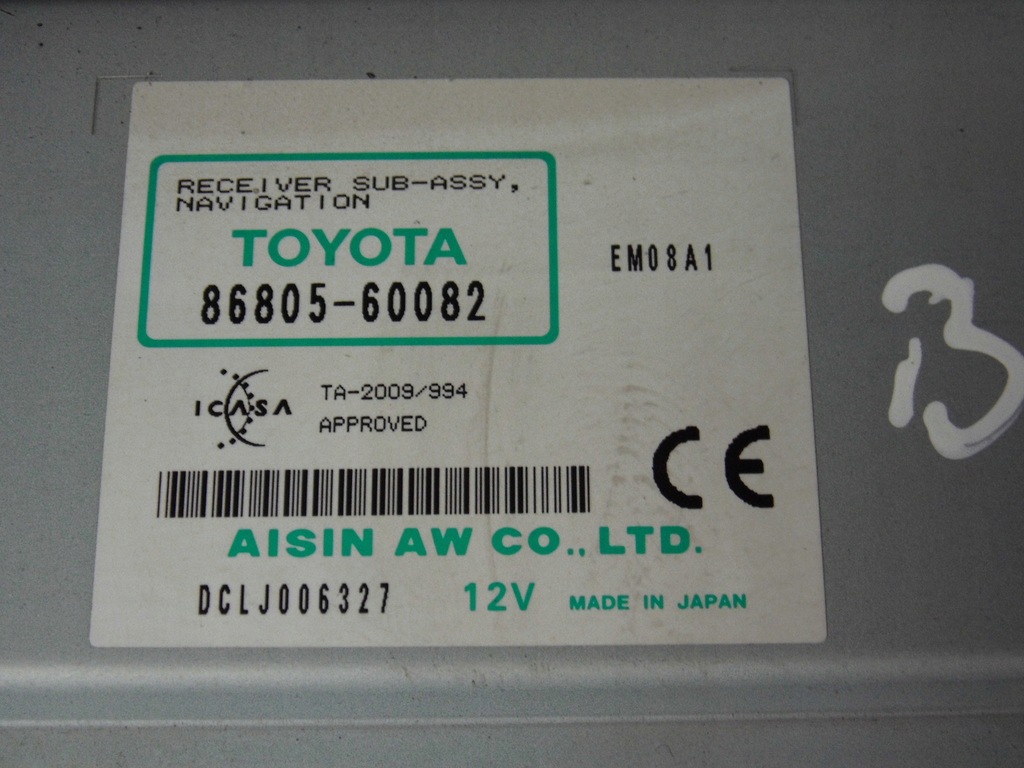 RECEIVER SUB-ASSY,
NAVIGATION
TOYOTA
86805-60082
EM08A1
ICASA
TA-2009/994
APPROVED
CE
AISIN AW CO., LTD.
DCLJ006327
12V
MADE IN JAPAN